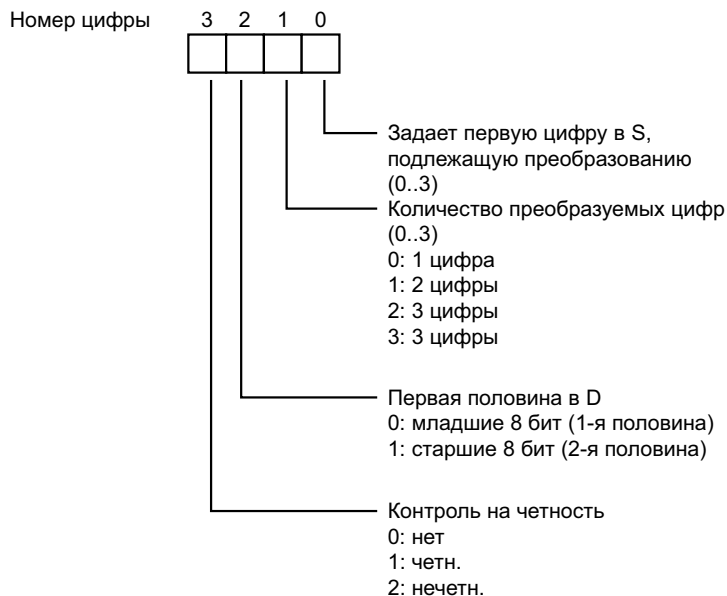 Номер цифры 3 2 1 0
Задает первую цифру в S,
подлежащую преобразованию
(0..3)
Количество преобразуемых цифр
(0..3)
0: 1 цифра
1: 2 цифры
2: 3 цифры
3: 3 цифры
Первая половина в D
0: младшие 8 бит (1-я половина)
1: старшие 8 бит (2-я половина)
Контроль на четность
0: нет
1: четн.
2: нечетн.